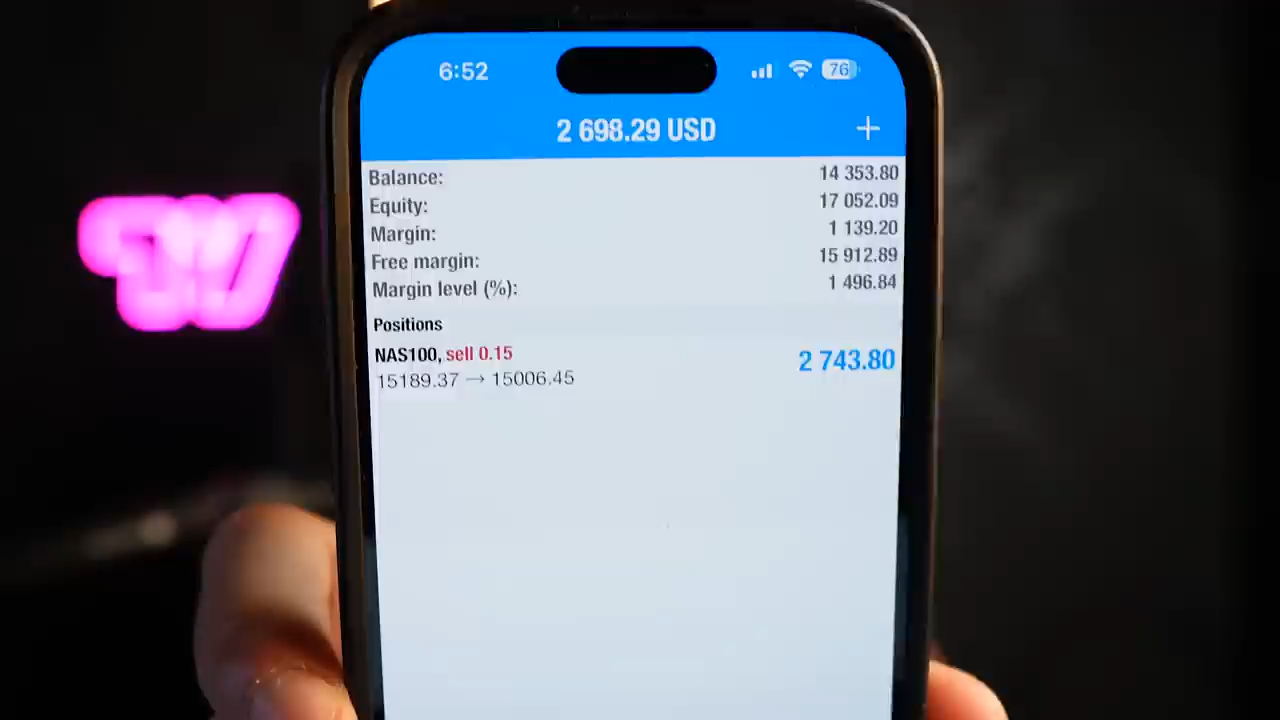 6:52
76
2 698.29 USD +
Balance: 14 353.80
Equity: 17 052.09
Margin: 1 139.20
Free margin: 15 912.89
Margin level (%): 1 496.84
Positions
NAS100, sell 0.15
2 743.80
15189.37 → 15006.45